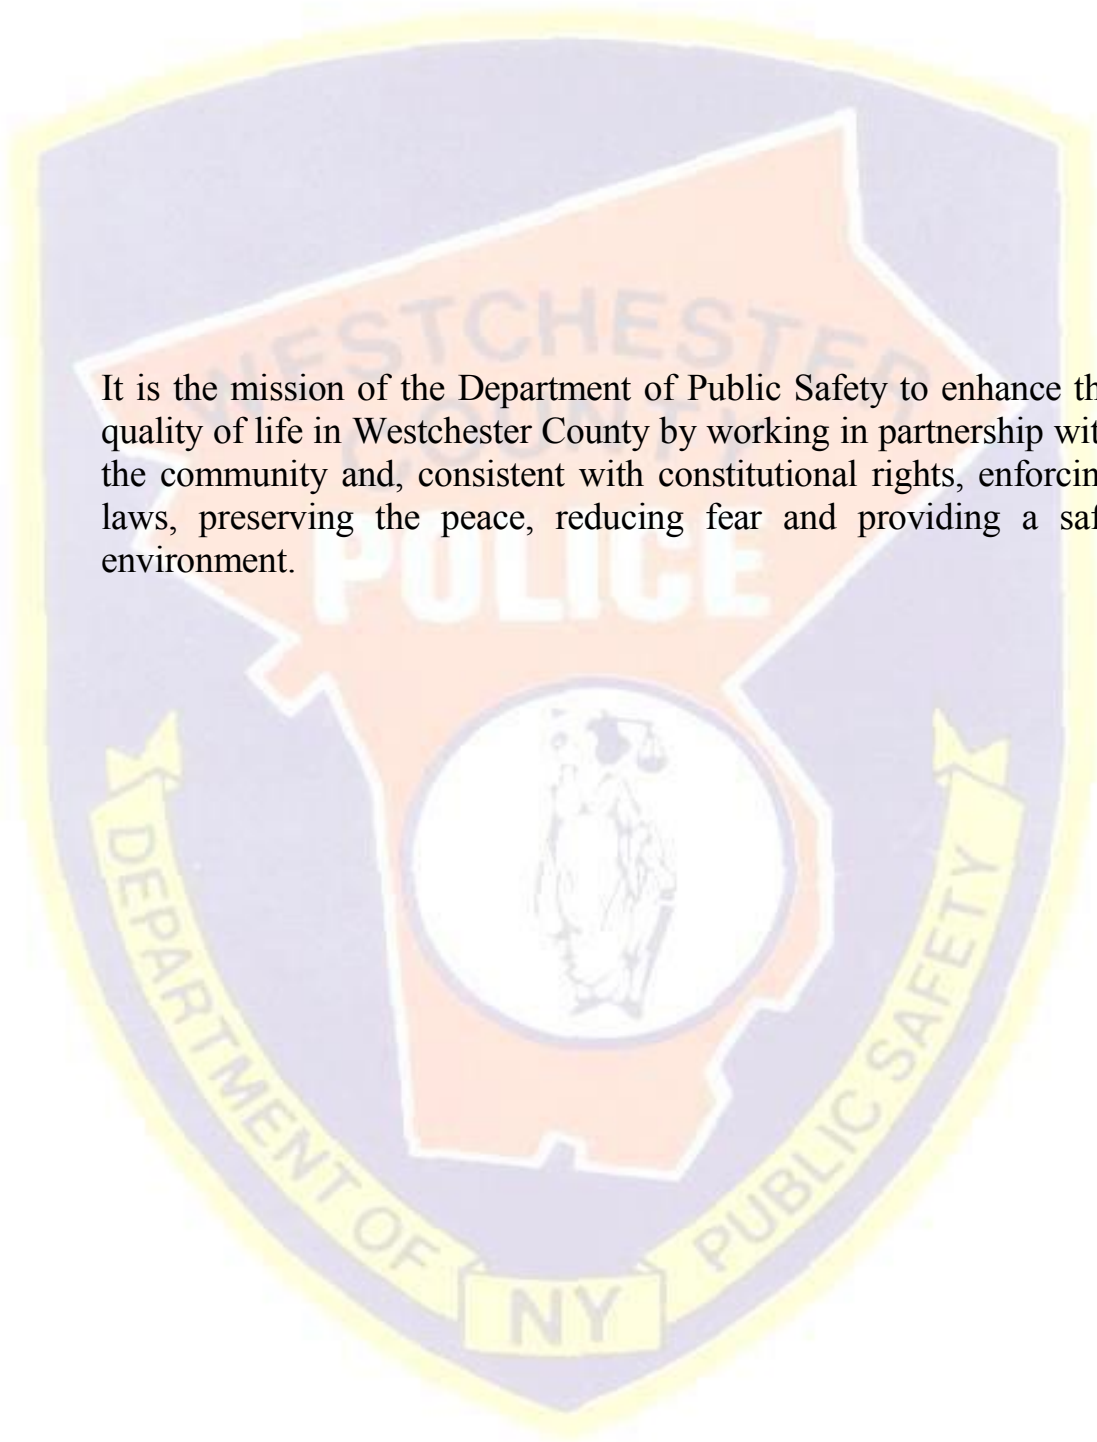 WESTCHESTER
COUNTY
It is the mission of the Department of Public Safety to enhance th
quality of life in Westchester County by working in partnership wit
the community and, consistent with constitutional rights, enforcin
laws, preserving the peace, reducing fear and providing a saf
environment.
POLICE
DEPARTMENT OF
NY
PUBLIC SAFETY